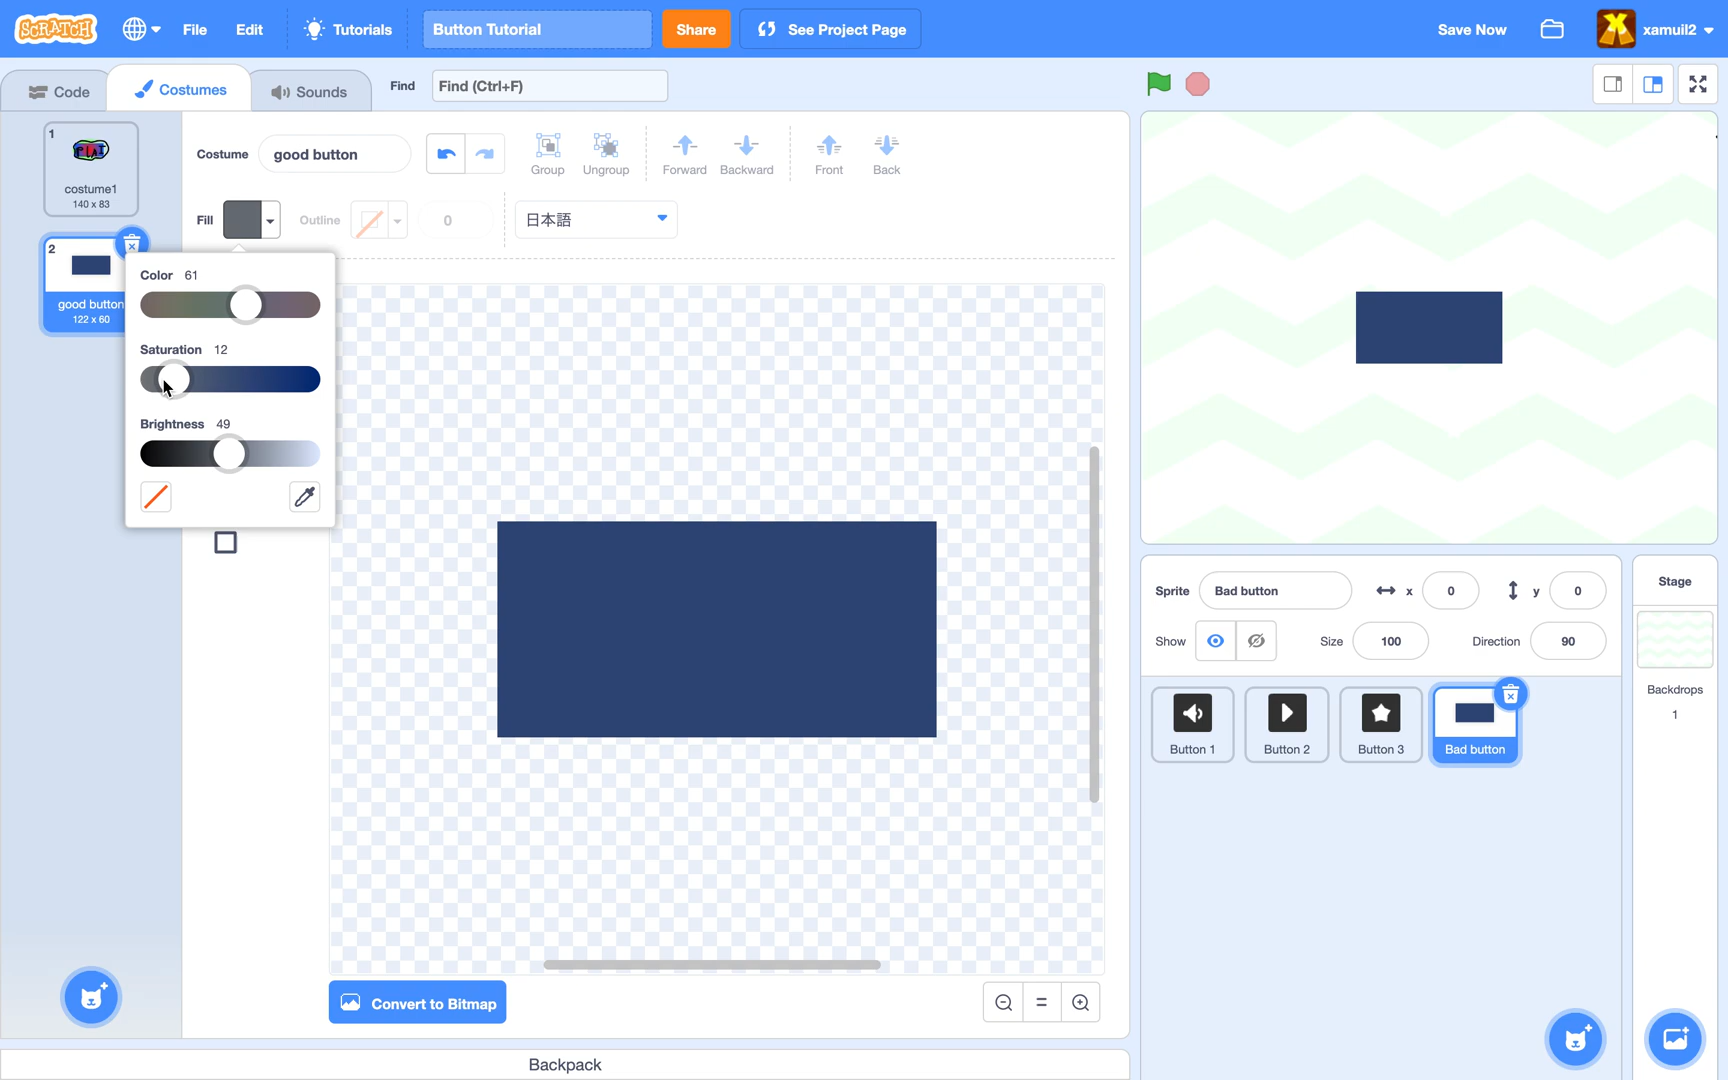 SCRATCH
File
Edit
Tutorials
Button Tutorial
Share
See Project Page
Save Now
xamuil2
Code
Costumes
Sounds
Find
Find (Ctrl+F)
1
PLAI
costume1
140 x 83
2
good button
122 x 60
Costume
good button
Group
Ungroup
Forward
Backward
Front
Back
Fill
Outline
0
日本語
Color 61
Saturation 12
Brightness 49
Convert to Bitmap
Backpack
Sprite
Bad button
x
0
y
0
Show
Size
100
Direction
90
Button 1
Button 2
Button 3
Bad button
Stage
Backdrops
1